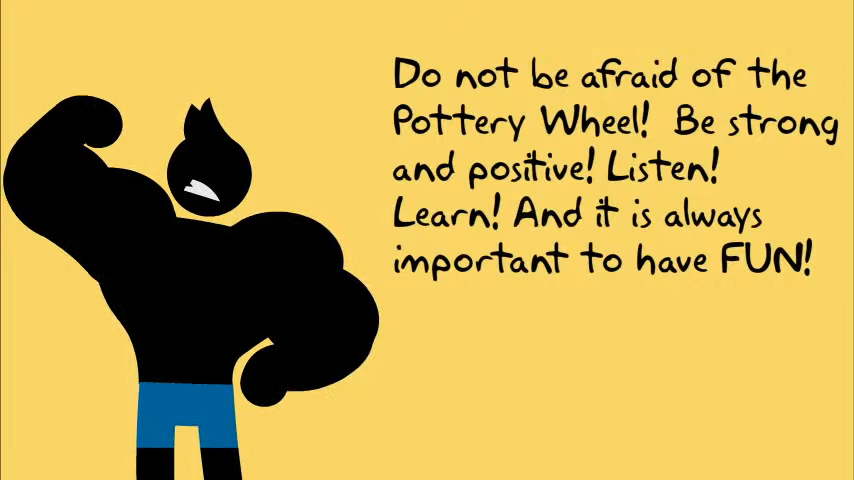 Do not be afraid of the
Pottery Wheel! Be strong
and positive! Listen!
Learn! And it is always
important to have FUN!